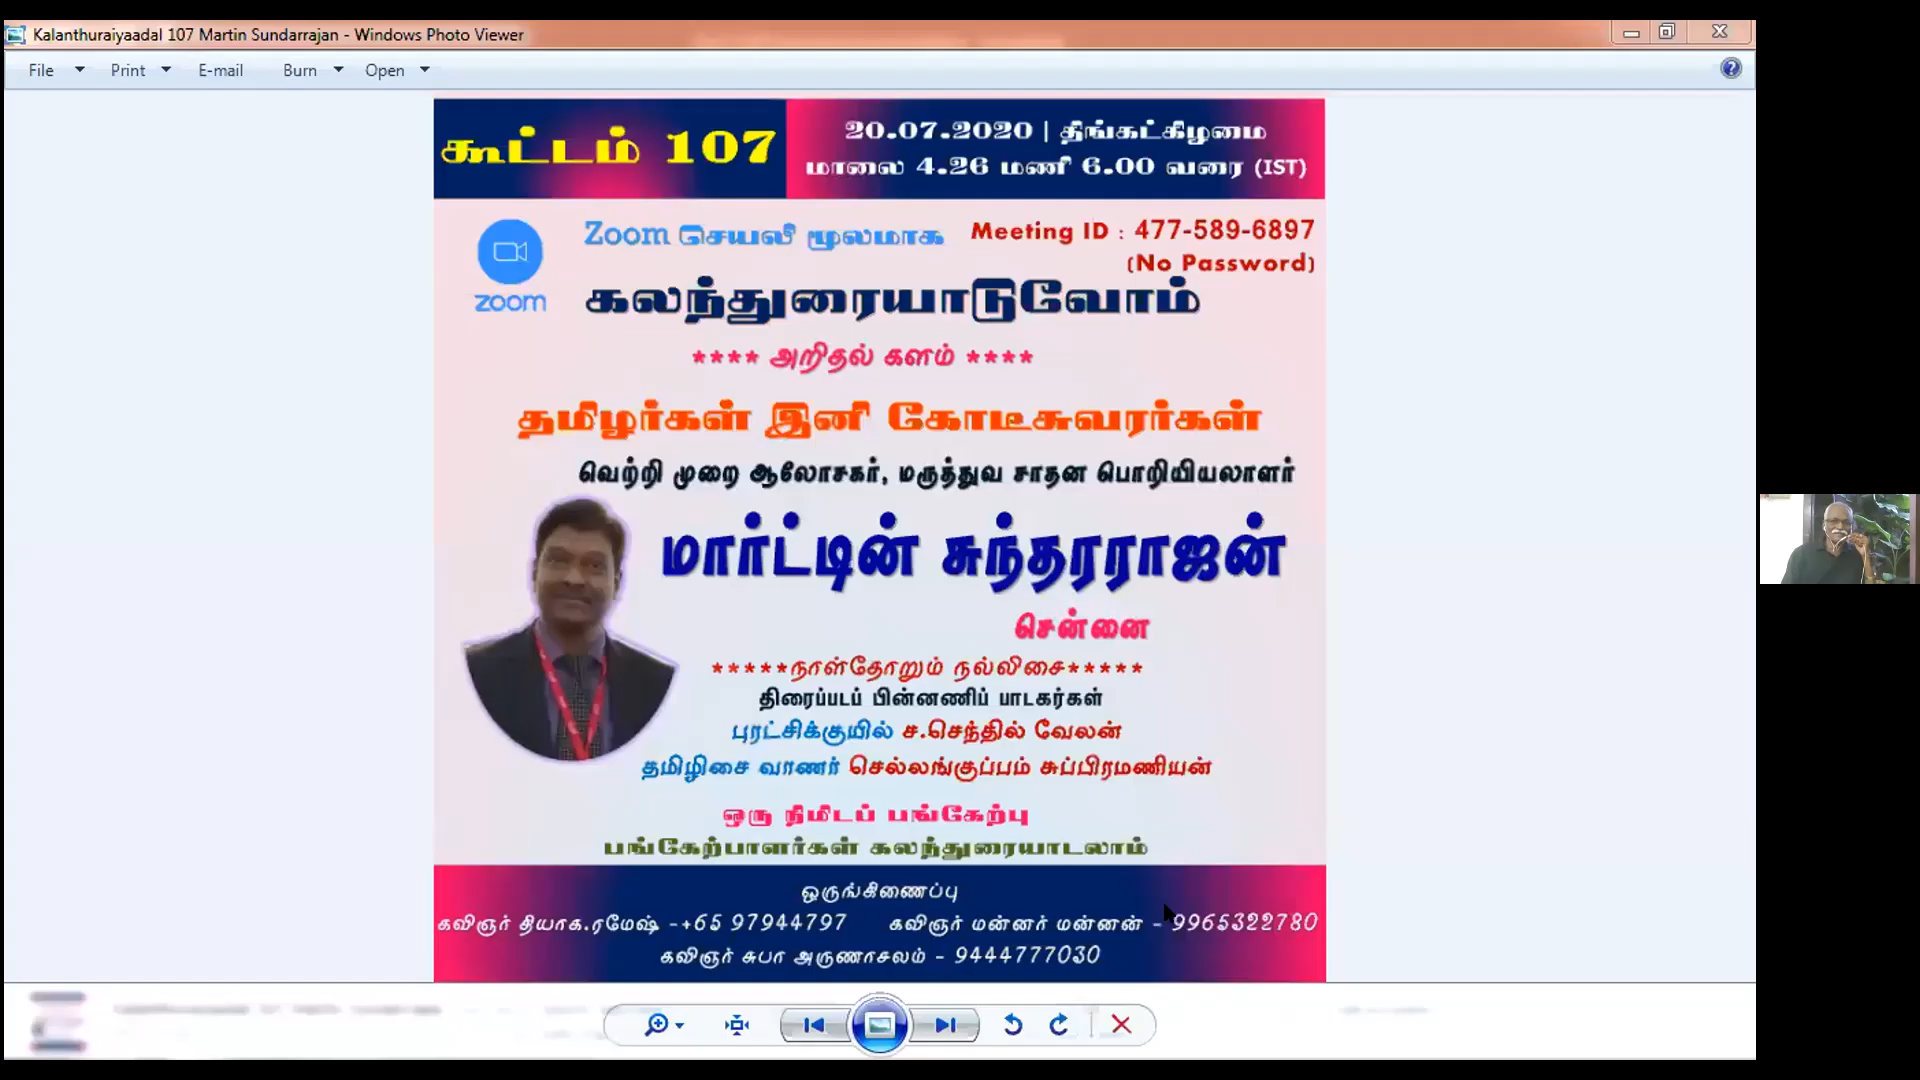 Kalanthuraiyaadal 107 Martin Sundarrajan - Windows Photo Viewer
File Print E-mail Burn Open
கூட்டம் 107
20.07.2020 | திங்கட்கிழமை
மாலை 4.26 மணி 6.00 வரை (IST)
Zoom செயலி மூலமாக
Meeting ID : 477-589-6897
(No Password)
zoom
கலந்துரையாடுவோம்
**** அறிதல் களம் ****
தமிழர்கள் இனி கோடீசுவரர்கள்
வெற்றி முறை ஆலோசகர், மருத்துவ சாதன பொறியியலாளர்
மார்ட்டின் சுந்தரராஜன்
சென்னை
*****நாள்தோறும் நல்லிசை*****
திரைப்படப் பின்னணிப் பாடகர்கள்
புரட்சிக்குயில் ச.செந்தில் வேலன்
தமிழிசை வாணர் செல்லங்குப்பம் சுப்பிரமணியன்
ஒரு நிமிடப் பங்கேற்பு
பங்கேற்பாளர்கள் கலந்துரையாடலாம்
ஒருங்கிணைப்பு
கவிஞர் தியாக.ரமேஷ் -+65 97944797 கவிஞர் மன்னர் மன்னன் - 9965322780
கவிஞர் சுபா அருணாசலம் - 9444777030